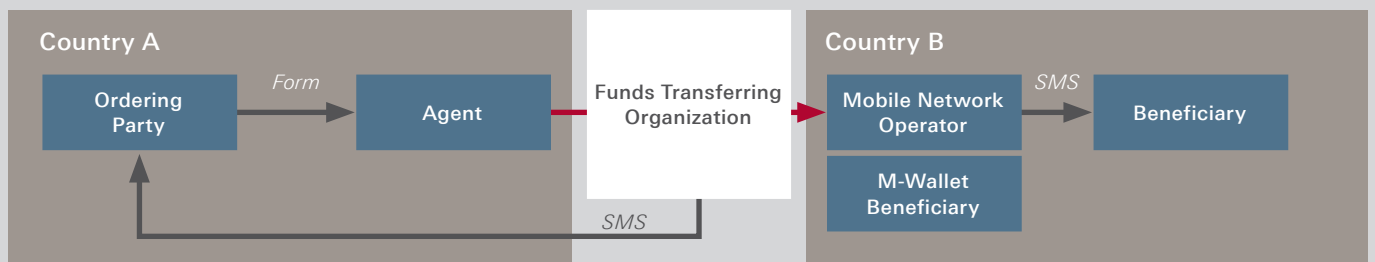 Country A
Ordering
Party
Form
Agent
Funds Transferring
Organization
Country B
Mobile Network
Operator
SMS
Beneficiary
M-Wallet
Beneficiary
SMS